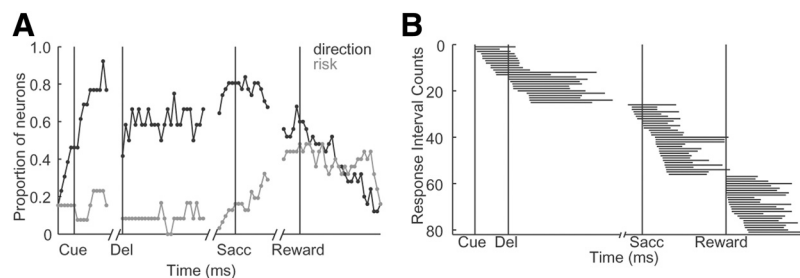 A
B
1.0
0.8
0.6
0.4
0.2
0
Proportion of neurons
direction
risk
Cue
Del
Sacc
Reward
Time (ms)
0
20
40
60
80
Response Interval Counts
Cue
Del
Sacc
Reward
Time (ms)